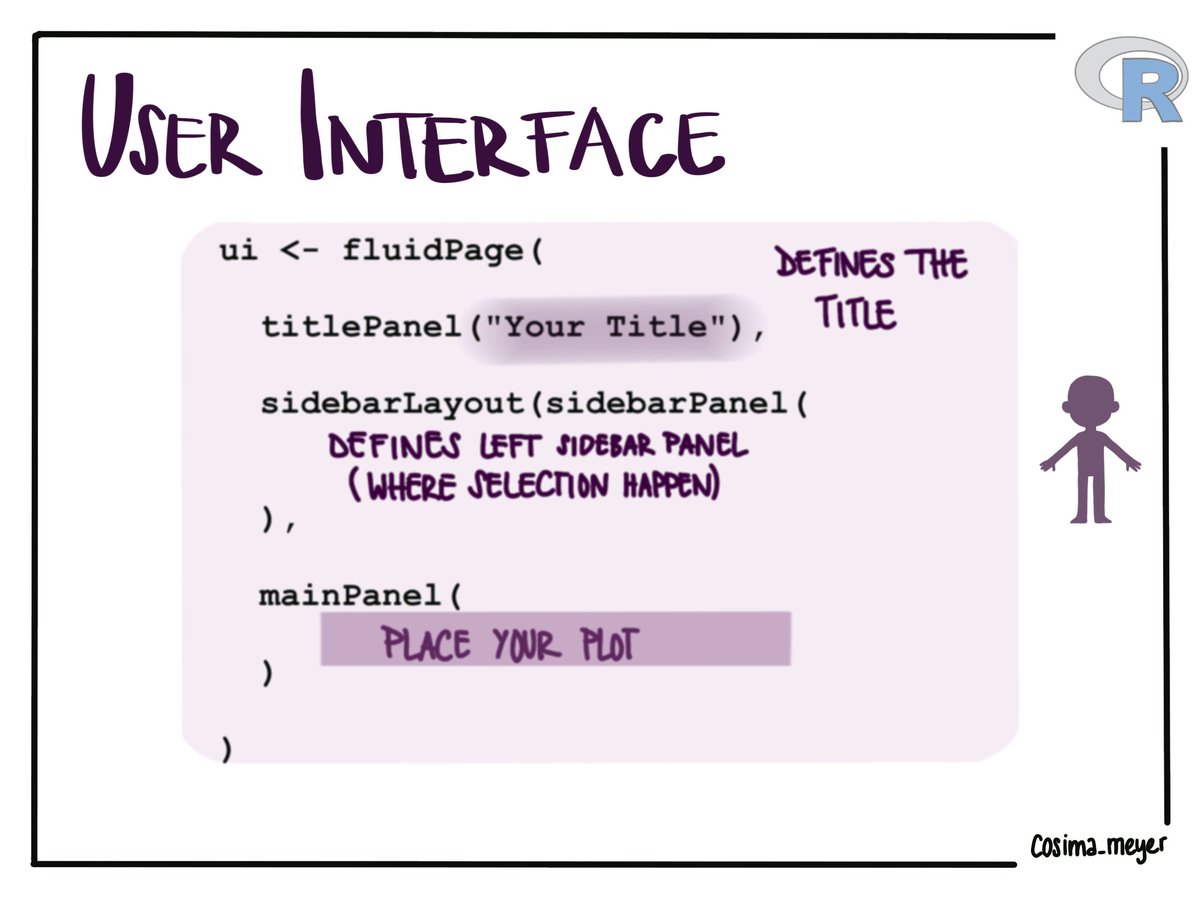 R
USER INTERFACE
ui <- fluidPage(
DEFINES THE
TITLE
titlePanel("Your Title"),
sidebarLayout(sidebarPanel(
DEFINES LEFT SIDEBAR PANEL
(WHERE SELECTION HAPPEN)
),
mainPanel(
PLACE YOUR PLOT
)
)
Cosima_meyer